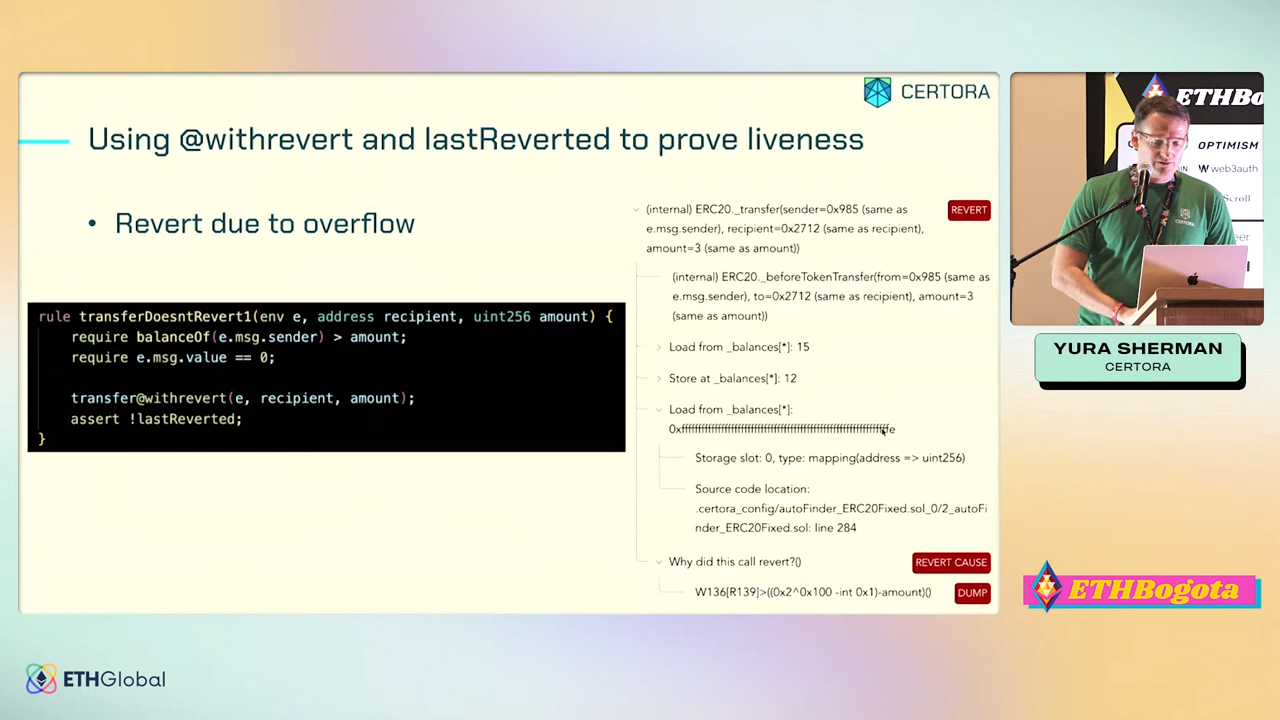 CERTORA
Using @withrevert and lastReverted to prove liveness
• Revert due to overflow
rule transferDoesntRevert1(env e, address recipient, uint256 amount) {
require balanceOf(e.msg.sender) > amount;
require e.msg.value == 0;
transfer@withrevert(e, recipient, amount);
assert !lastReverted;
}
(internal) ERC20._transfer(sender=0x985 (same as
e.msg.sender), recipient=0x2712 (same as recipient),
amount=3 (same as amount))
REVERT
(internal) ERC20._beforeTokenTransfer(from=0x985 (same as
e.msg.sender), to=0x2712 (same as recipient), amount=3
(same as amount))
Load from _balances[*]: 15
Store at _balances[*]: 12
Load from _balances[*]:
Storage slot: 0, type: mapping(address => uint256)
Source code location:
.certora_config/autoFinder_ERC20Fixed.sol_0/2_autoFi
nder_ERC20Fixed.sol: line 284
Why did this call revert?()
REVERT CAUSE
W136[R139]>((0x2^0x100 -int 0x1)-amount)()
DUMP
ETHBo
OPTIMISM
web3auth
Scroll
CERTORA
YURA SHERMAN
CERTORA
ETHBogota
ETHGlobal